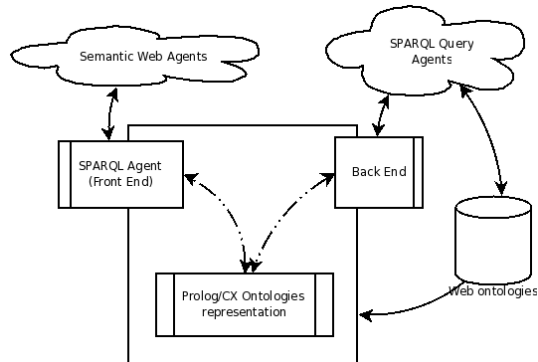 Semantic Web Agents
SPARQL Query
Agents
SPARQL Agent
(Front End)
Back End
Prolog/CX Ontologies
representation
Web ontologies